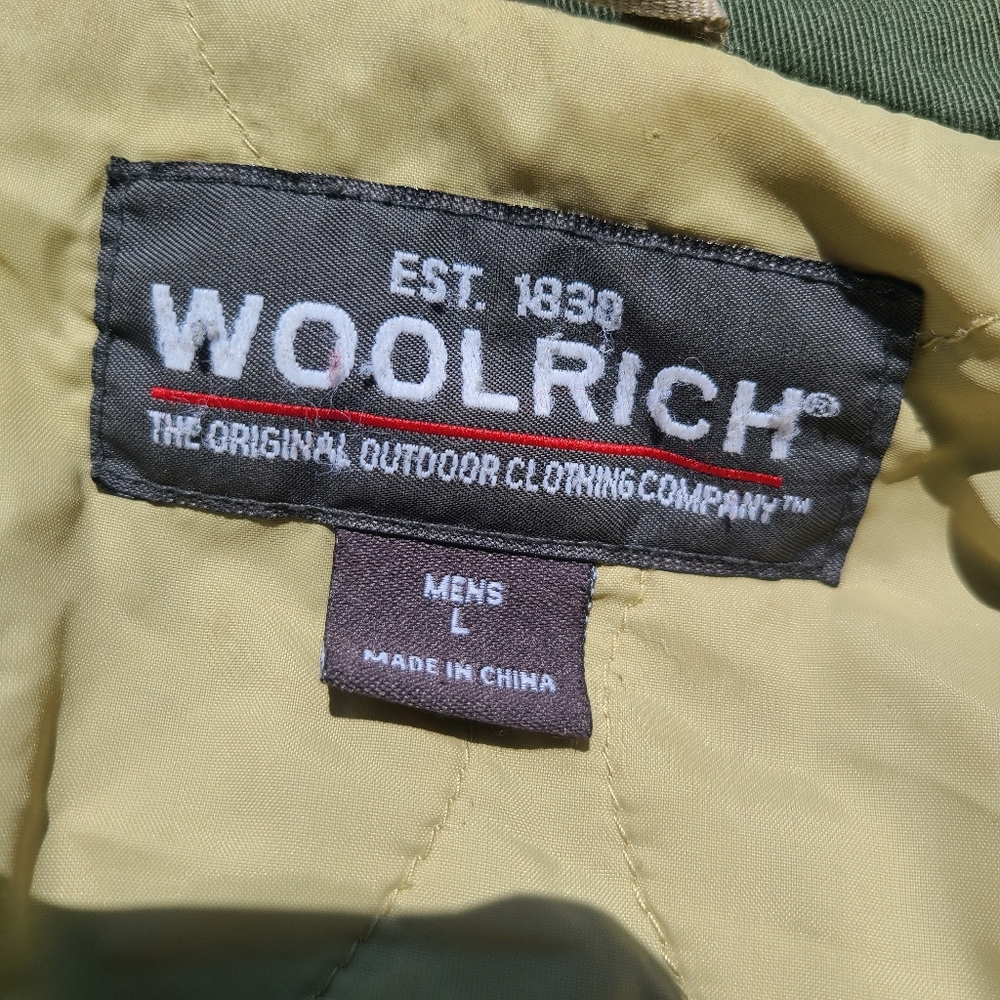 EST. 1830
WOOLRICH®
THE ORIGINAL OUTDOOR CLOTHING COMPANY™
MENS
L
MADE IN CHINA